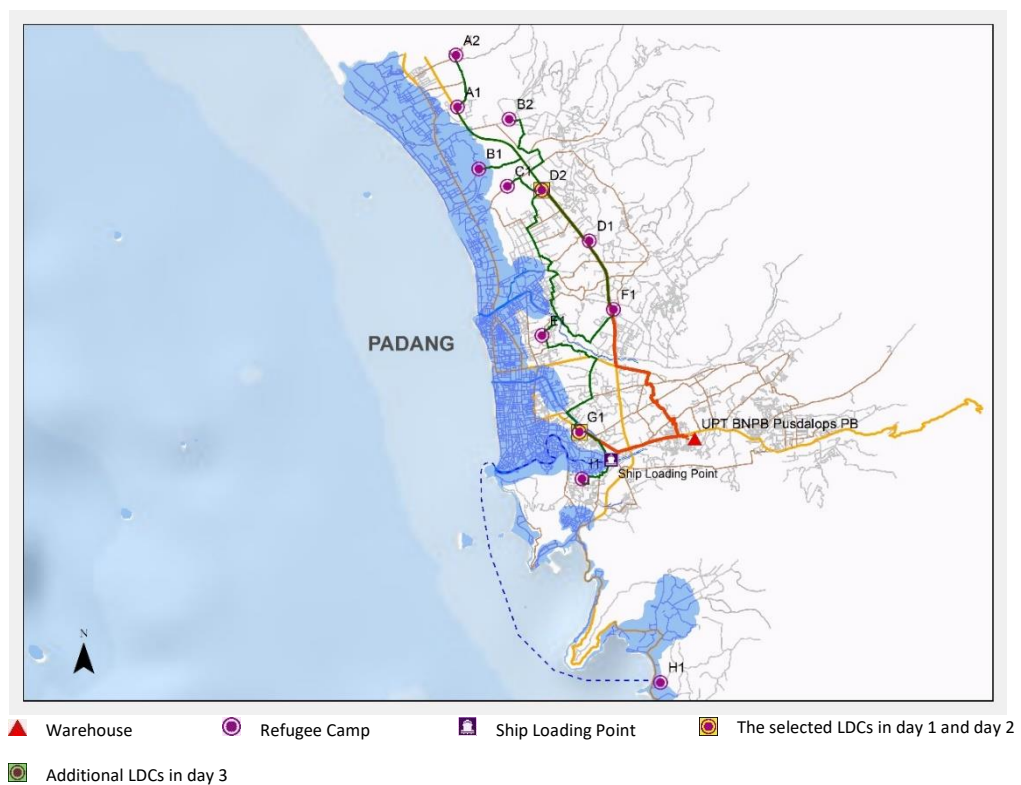 A2
A1
B2
B1
C1
D2
D1
F1
E1
PADANG
G1
UPT BNPB Pusdalops PB
I1
Ship Loading Point
N
H1
Warehouse
Refugee Camp
Ship Loading Point
The selected LDCs in day 1 and day 2
Additional LDCs in day 3